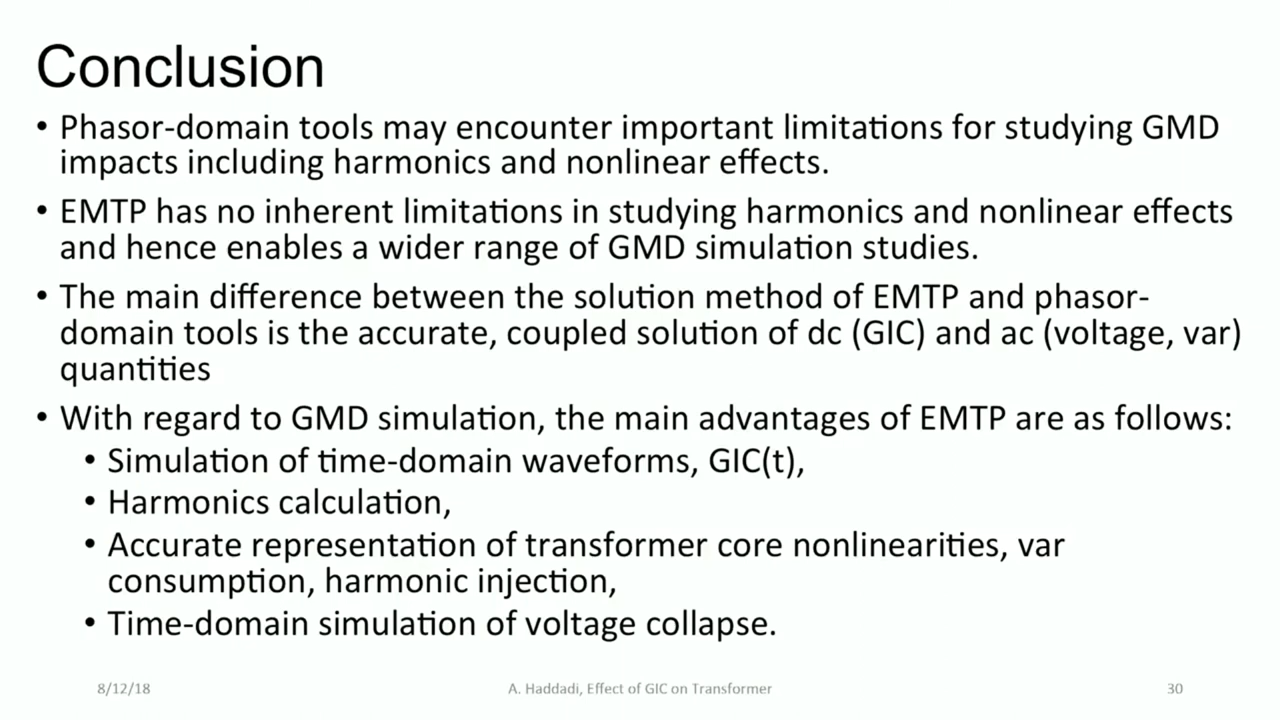 Conclusion
• Phasor-domain tools may encounter important limitations for studying GMD
impacts including harmonics and nonlinear effects.
• EMTP has no inherent limitations in studying harmonics and nonlinear effects
and hence enables a wider range of GMD simulation studies.
• The main difference between the solution method of EMTP and phasor-
domain tools is the accurate, coupled solution of dc (GIC) and ac (voltage, var)
quantities
• With regard to GMD simulation, the main advantages of EMTP are as follows:
• Simulation of time-domain waveforms, GIC(t),
• Harmonics calculation,
• Accurate representation of transformer core nonlinearities, var
consumption, harmonic injection,
• Time-domain simulation of voltage collapse.
8/12/18
A. Haddadi, Effect of GIC on Transformer
30